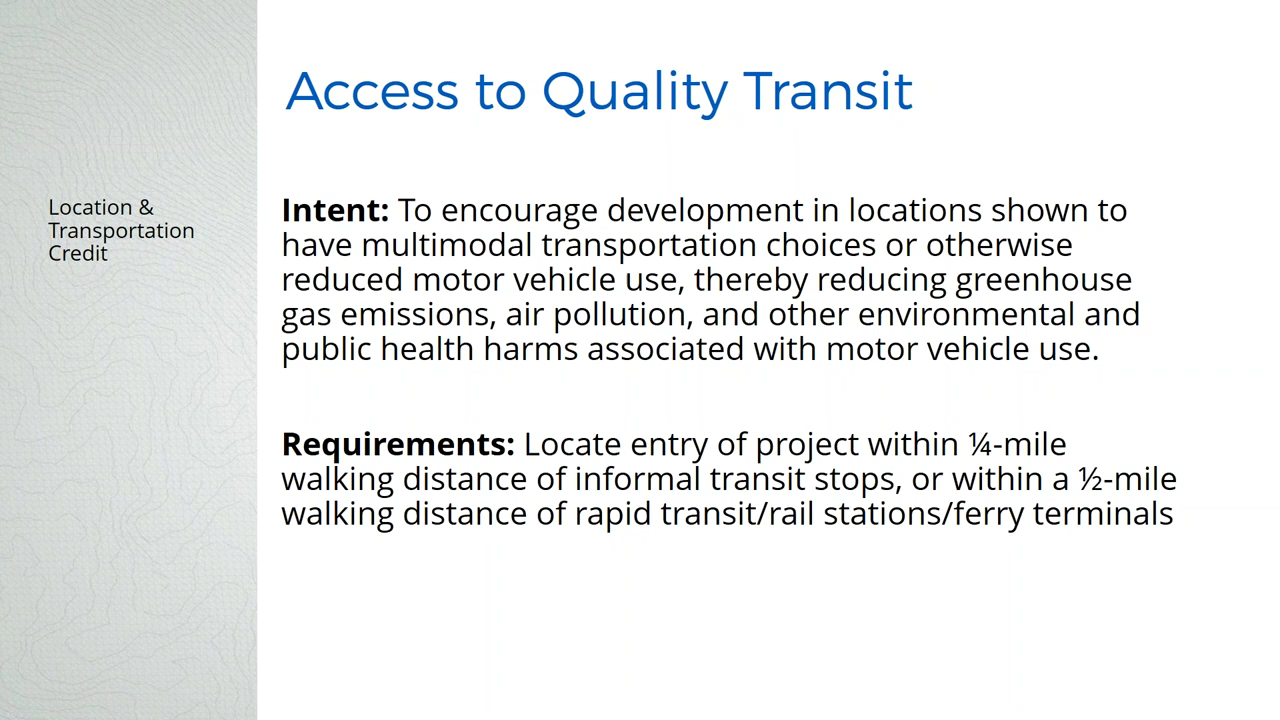 Access to Quality Transit
Location &
Transportation
Credit
Intent: To encourage development in locations shown to
have multimodal transportation choices or otherwise
reduced motor vehicle use, thereby reducing greenhouse
gas emissions, air pollution, and other environmental and
public health harms associated with motor vehicle use.
Requirements: Locate entry of project within ¼-mile
walking distance of informal transit stops, or within a ½-mile
walking distance of rapid transit/rail stations/ferry terminals